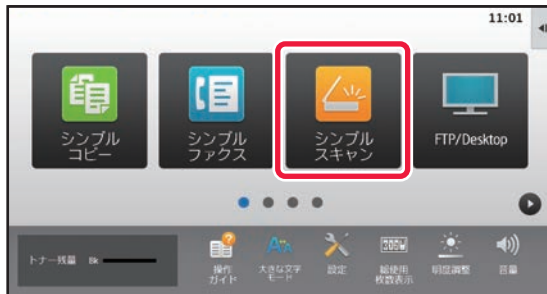 11:01
シンプル
コピー
シンプル
ファクス
シンプル
スキャン
FTP/Desktop
トナー残量 Bk
操作
ガイド
大きな文字
モード
設定
総使用
枚数表示
明度調整
音量